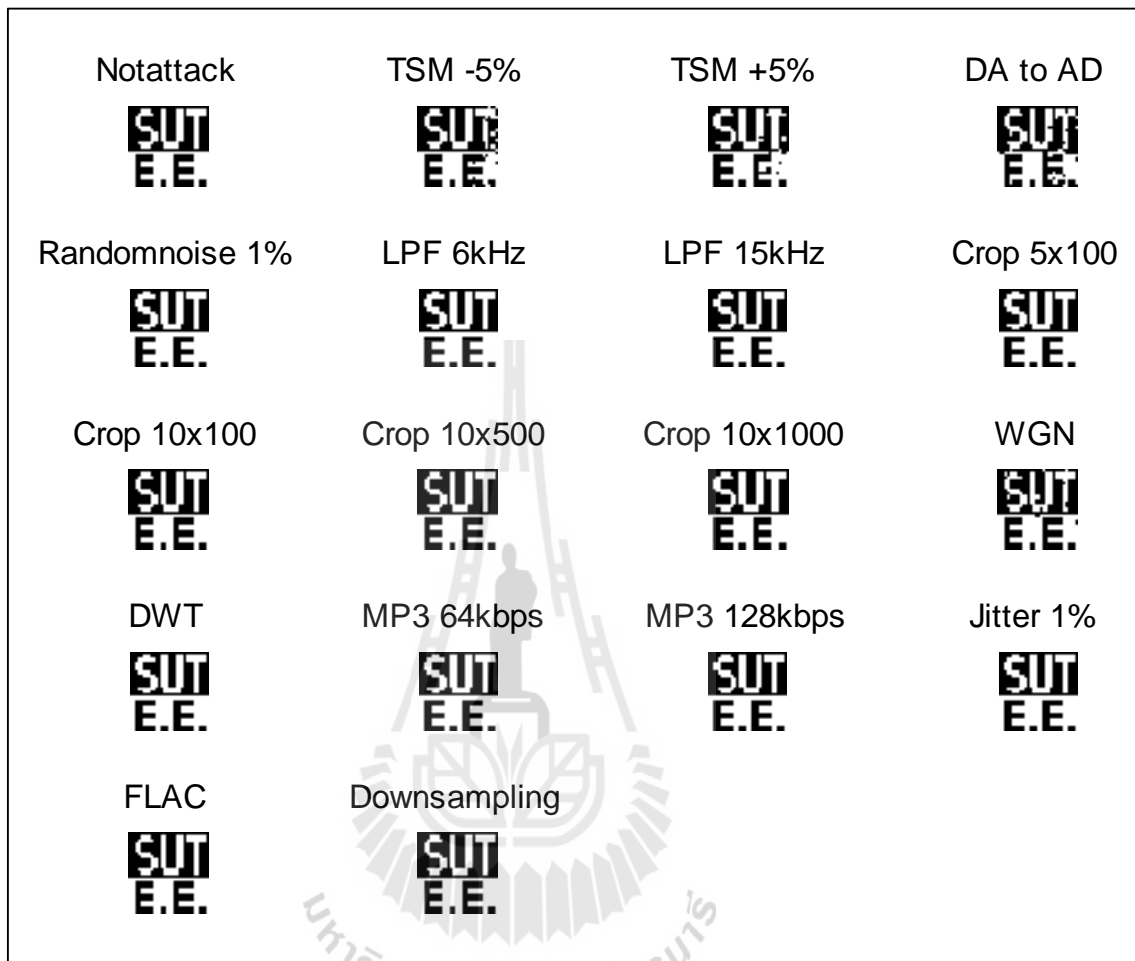 Notattack TSM -5% TSM +5% DA to AD
SUT SUT SUT SUT
E.E. E.E. E.E. E.E.
Randomnoise 1% LPF 6kHz LPF 15kHz Crop 5x100
SUT SUT SUT SUT
E.E. E.E. E.E. E.E.
Crop 10x100 Crop 10x500 Crop 10x1000 WGN
SUT SUT SUT SUT
E.E. E.E. E.E. E.E.
DWT MP3 64kbps MP3 128kbps Jitter 1%
SUT SUT SUT SUT
E.E. E.E. E.E. E.E.
FLAC Downsampling
SUT SUT
E.E. E.E.